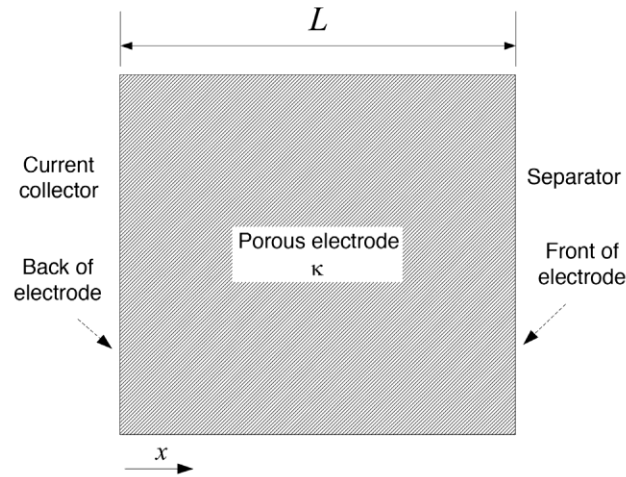 L
Current
collector
Separator
Porous electrode
κ
Back of
electrode
Front of
electrode
x